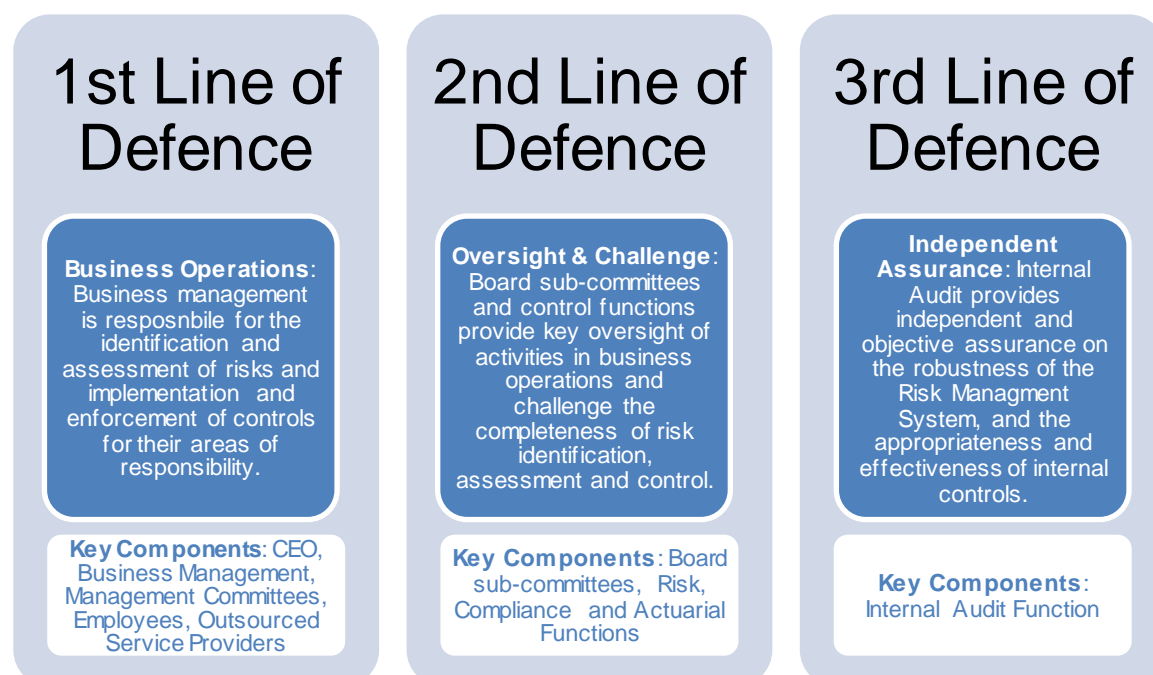 1st Line of
Defence
Business Operations:
Business management
is resposnbile for the
identification and
assessment of risks and
implementation and
enforcement of controls
for their areas of
responsibility.
Key Components: CEO,
Business Management,
Management Committees,
Employees, Outsourced
Service Providers
2nd Line of
Defence
Oversight & Challenge:
Board sub-committees
and control functions
provide key oversight of
activities in business
operations and
challenge the
completeness of risk
identification,
assessment and control.
Key Components: Board
sub-committees, Risk,
Compliance and Actuarial
Functions
3rd Line of
Defence
Independent
Assurance: Internal
Audit provides
independent and
objective assurance on
the robustness of the
Risk Managment
System, and the
appropriateness and
effectiveness of internal
controls.
Key Components:
Internal Audit Function